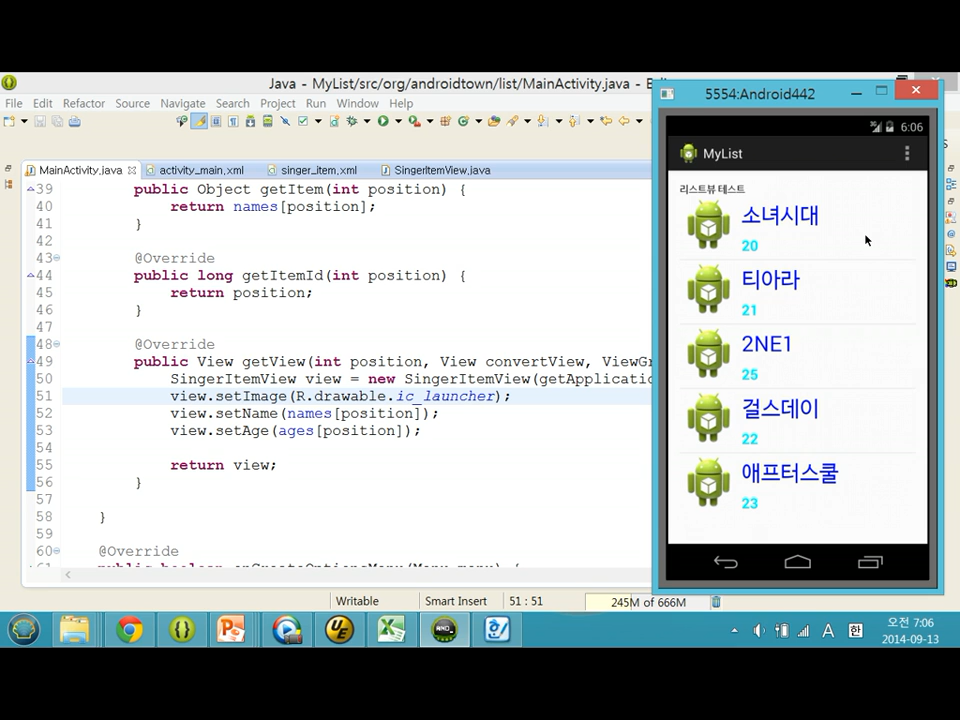 Java - MyList/src/org/androidtown/list/MainActivity.java -
File Edit Refactor Source Navigate Search Project Run Window Help
MainActivity.java activity_main.xml singer_item.xml SingerItemView.java
39 public Object getItem(int position) {
40 return names[position];
41 }
42
43 @Override
44 public long getItemId(int position) {
45 return position;
46 }
47
48 @Override
49 public View getView(int position, View convertView,
50 SingerItemView view = new SingerItemView(
51 view.setImage(R.drawable.ic_launcher);
52 view.setName(names[position]);
53 view.setAge(ages[position]);
54
55 return view;
56 }
57
58 }
59
60 @Override
Writable Smart Insert 51 : 51 245M of 666M
5554:Android442
6:06
MyList
리스트뷰 테스트
소녀시대
20
티아라
21
2NE1
25
걸스데이
22
애프터스쿨
23
A 한
오전 7:06
2014-09-13